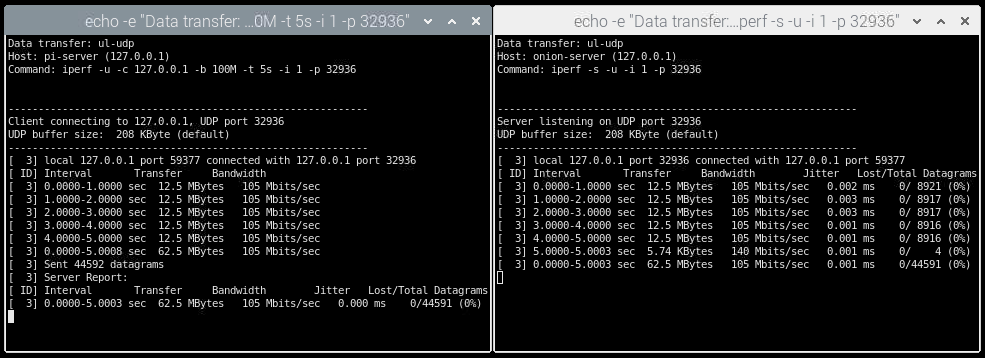 echo -e "Data transfer: ...0M -t 5s -i 1 -p 32936"
Data transfer: ul-udp
Host: pi-server (127.0.0.1)
Command: iperf -u -c 127.0.0.1 -b 100M -t 5s -i 1 -p 32936
------------------------------------------------------------
Client connecting to 127.0.0.1, UDP port 32936
UDP buffer size:  208 KByte (default)
------------------------------------------------------------
[  3] local 127.0.0.1 port 59377 connected with 127.0.0.1 port 32936
[ ID] Interval       Transfer     Bandwidth
[  3] 0.0000-1.0000 sec  12.5 MBytes   105 Mbits/sec
[  3] 1.0000-2.0000 sec  12.5 MBytes   105 Mbits/sec
[  3] 2.0000-3.0000 sec  12.5 MBytes   105 Mbits/sec
[  3] 3.0000-4.0000 sec  12.5 MBytes   105 Mbits/sec
[  3] 4.0000-5.0000 sec  12.5 MBytes   105 Mbits/sec
[  3] 0.0000-5.0008 sec  62.5 MBytes   105 Mbits/sec
[  3] Sent 44592 datagrams
[  3] Server Report:
[ ID] Interval       Transfer     Bandwidth        Jitter   Lost/Total Datagrams
[  3] 0.0000-5.0003 sec  62.5 MBytes   105 Mbits/sec   0.000 ms    0/44591 (0%)
echo -e "Data transfer:...perf -s -u -i 1 -p 32936"
Data transfer: ul-udp
Host: onion-server (127.0.0.1)
Command: iperf -s -u -i 1 -p 32936
------------------------------------------------------------
Server listening on UDP port 32936
UDP buffer size:  208 KByte (default)
------------------------------------------------------------
[  3] local 127.0.0.1 port 32936 connected with 127.0.0.1 port 59377
[ ID] Interval       Transfer     Bandwidth        Jitter   Lost/Total Datagrams
[  3] 0.0000-1.0000 sec  12.5 MBytes   105 Mbits/sec   0.002 ms    0/ 8921 (0%)
[  3] 1.0000-2.0000 sec  12.5 MBytes   105 Mbits/sec   0.003 ms    0/ 8917 (0%)
[  3] 2.0000-3.0000 sec  12.5 MBytes   105 Mbits/sec   0.003 ms    0/ 8917 (0%)
[  3] 3.0000-4.0000 sec  12.5 MBytes   105 Mbits/sec   0.001 ms    0/ 8916 (0%)
[  3] 4.0000-5.0000 sec  12.5 MBytes   105 Mbits/sec   0.001 ms    0/ 8916 (0%)
[  3] 5.0000-5.0003 sec  5.74 KBytes   140 Mbits/sec   0.001 ms    0/    4 (0%)
[  3] 0.0000-5.0003 sec  62.5 MBytes   105 Mbits/sec   0.001 ms    0/44591 (0%)